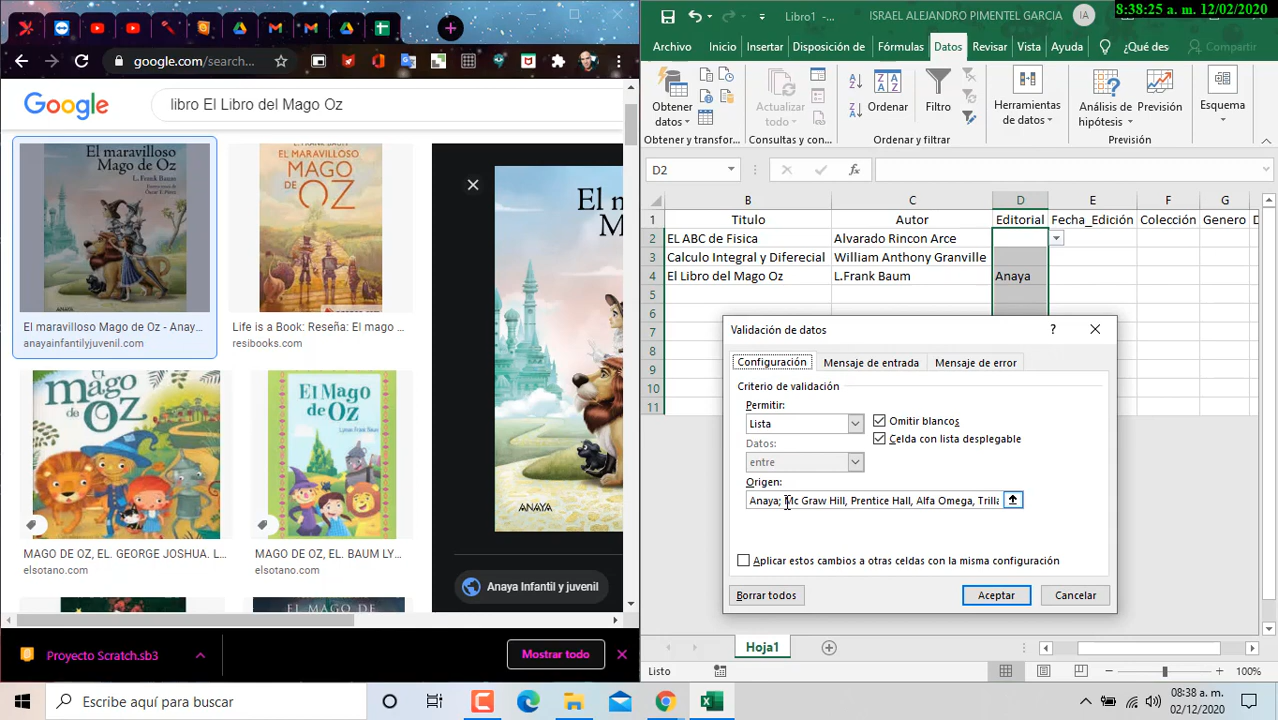 google.com/search...
Google
libro El Libro del Mago Oz
El maravilloso
Mago de Oz
L. Frank Baum
ANAYA
El maravilloso Mago de Oz - Anay...
anayainfantilyjuvenil.com
L. FRANK BAUM
EL MARAVILLOSO
MAGO
DE OZ
Life is a Book: Reseña: El mago ...
resibooks.com
mago
de OZ
MAGO DE OZ, EL. GEORGE JOSHUA. L...
elsotano.com
El Mago
de Oz
Lyman Frank Baum
MAGO DE OZ, EL. BAUM LY...
elsotano.com
EL MAGO DE
ANAYA
Anaya Infantil y juvenil
Proyecto Scratch.sb3
Mostrar todo
Escribe aquí para buscar
8:38:25 a. m. 12/02/2020
Libro1 -...
ISRAEL ALEJANDRO PIMENTEL GARCIA
IA
Archivo
Inicio
Insertar
Disposición de
Fórmulas
Datos
Revisar
Vista
Ayuda
¿Qué des
Compartir
Obtener
datos
Actualizar
todo
Ordenar
Filtro
Herramientas
de datos
Análisis de
hipótesis
Previsión
Esquema
Obtener y transfor...
Consultas y con...
Ordenar y filtrar
Previsión
D2
fx
B C D E F G
1 Titulo Autor Editorial Fecha_Edición Colección Genero D
2 EL ABC de Fisica Alvarado Rincon Arce
3 Calculo Integral y Diferecial William Anthony Granville
4 El Libro del Mago Oz L.Frank Baum Anaya
5
6
7
8
9
10
11
Validación de datos
?
Configuración
Mensaje de entrada
Mensaje de error
Criterio de validación
Permitir:
Lista
Omitir blancos
Datos:
Celda con lista desplegable
entre
Origen:
Anaya; Mc Graw Hill, Prentice Hall, Alfa Omega, Trilla
Aplicar estos cambios a otras celdas con la misma configuración
Borrar todos
Aceptar
Cancelar
Hoja1
Listo
100%
08:38 a. m.
02/12/2020